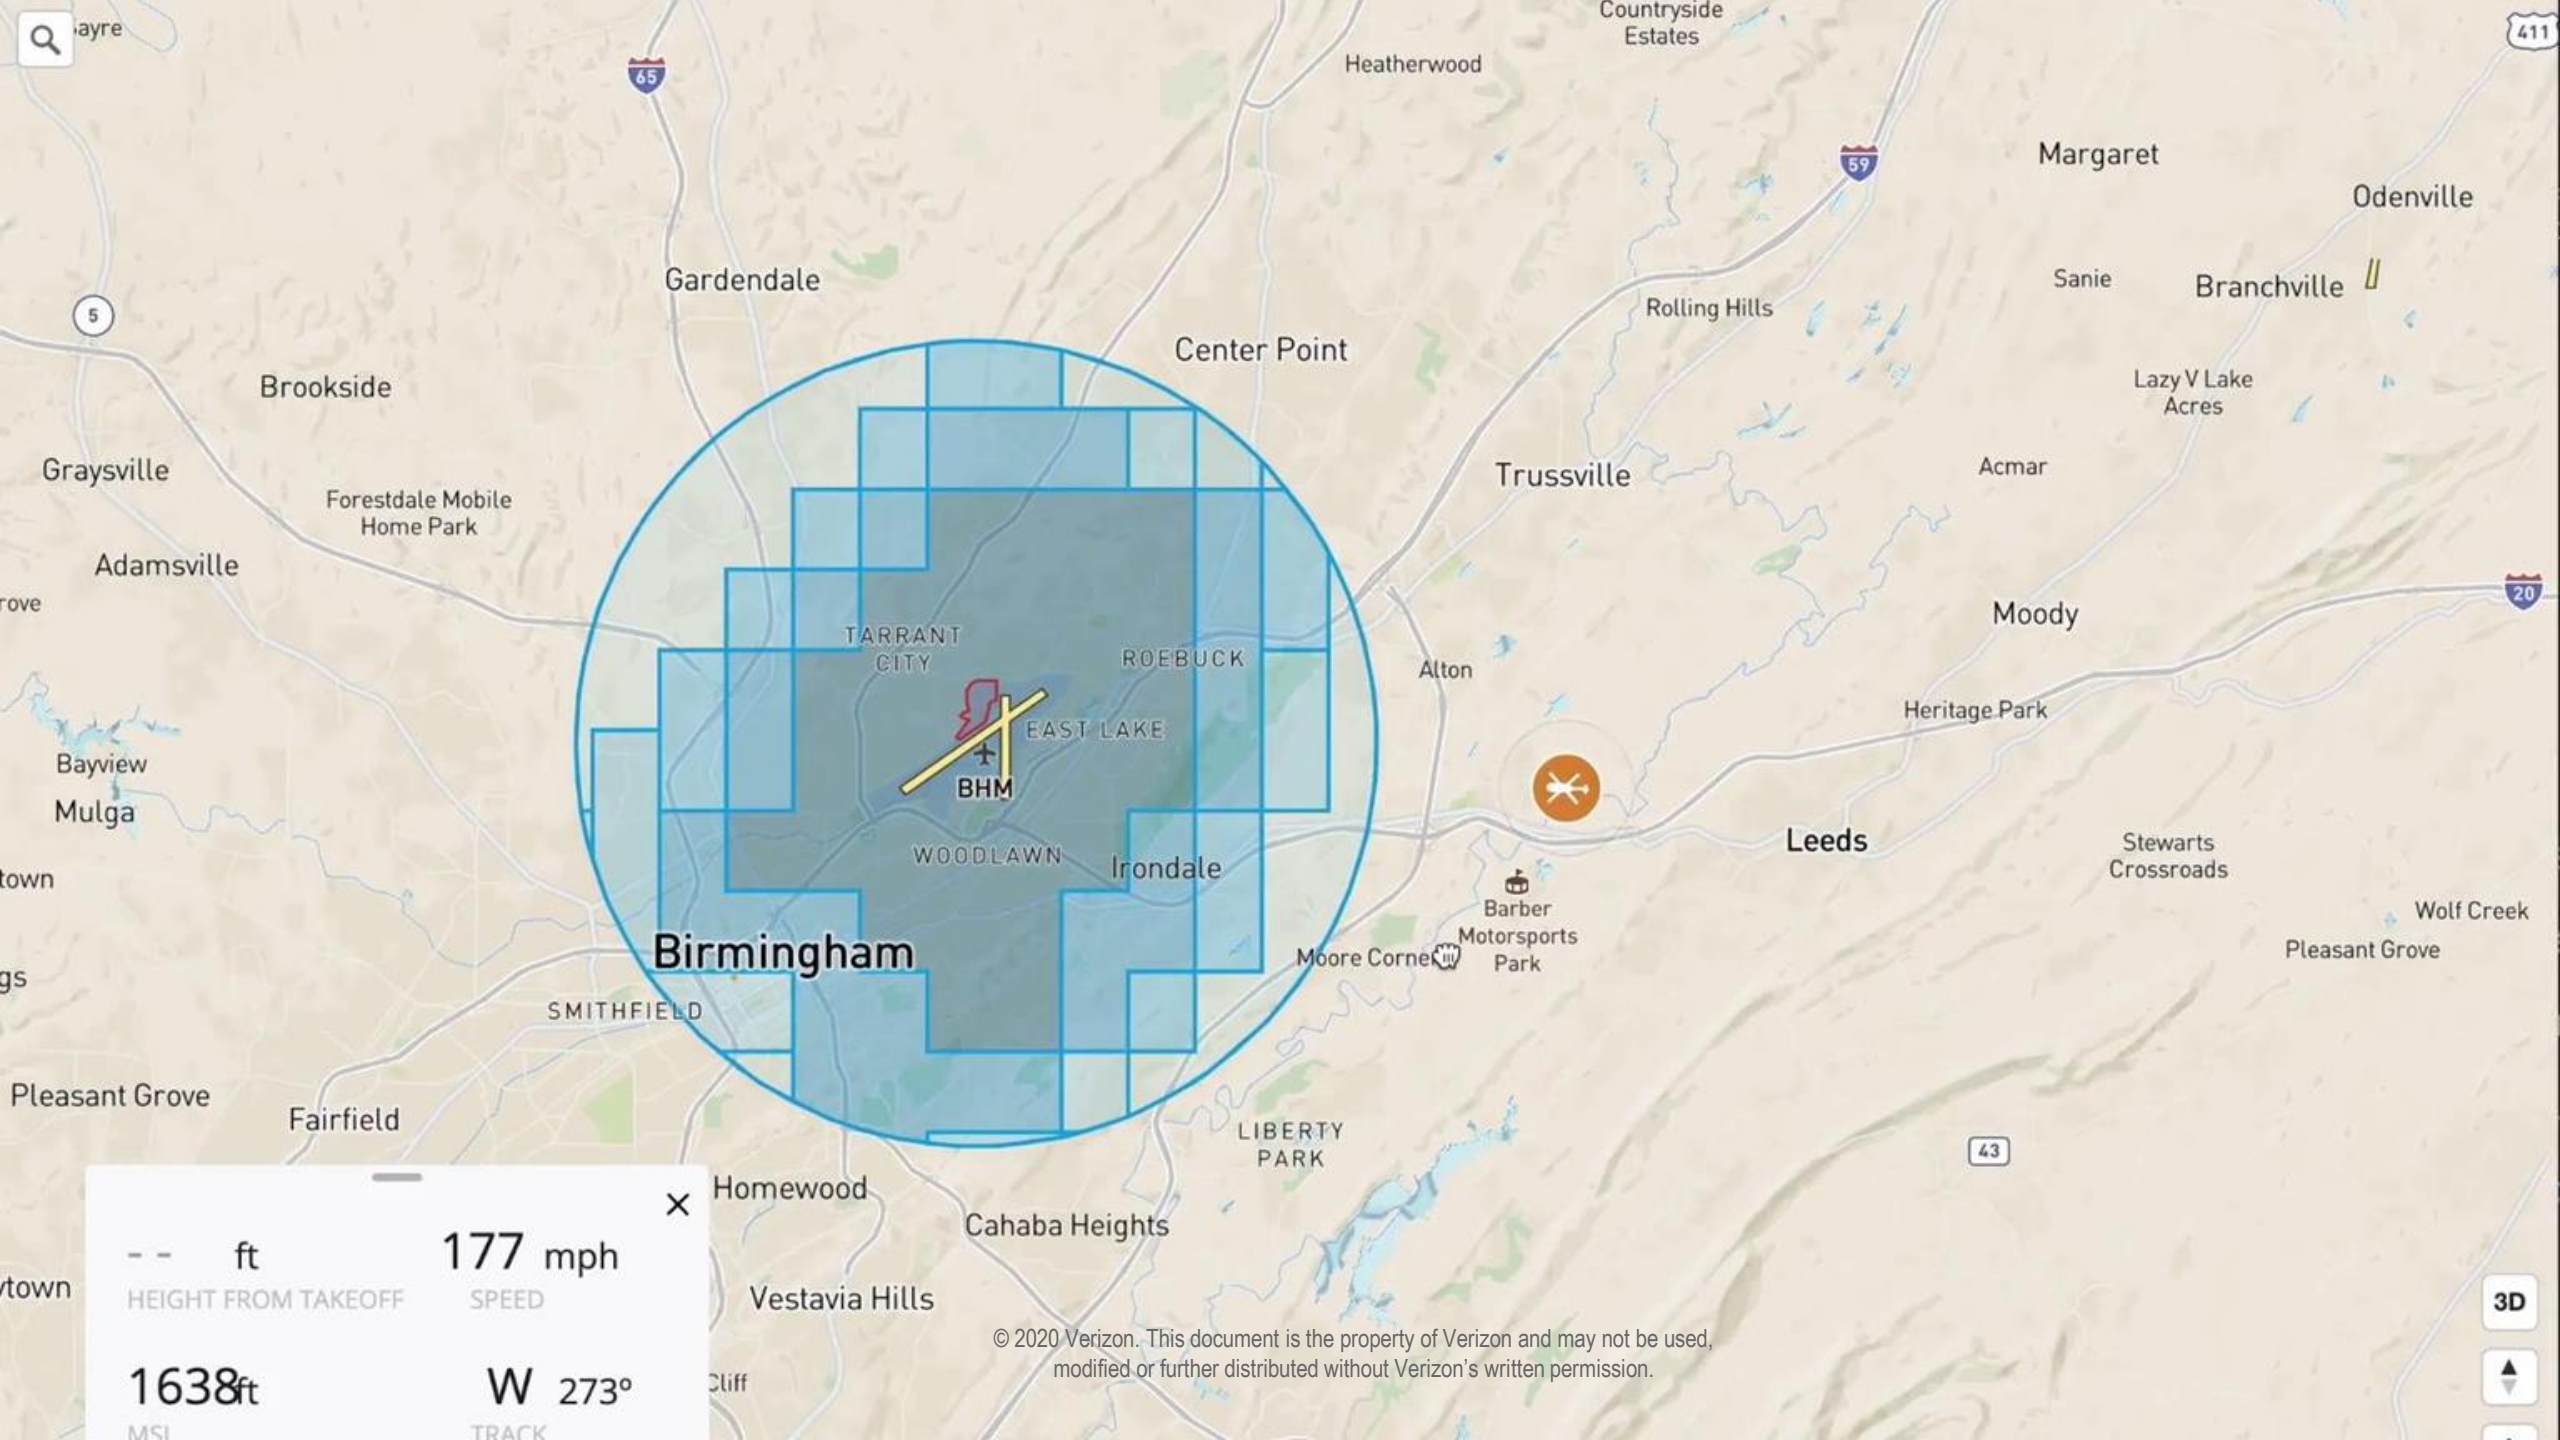 ayre
Countryside
Estates
411
65
Heatherwood
59
Margaret
Odenville
Gardendale
Sanie
Branchville
5
Rolling Hills
Center Point
Brookside
Lazy V Lake
Acres
Graysville
Trussville
Acmar
Forestdale Mobile
Home Park
Adamsville
20
rove
Moody
TARRANT
CITY
ROEBUCK
Alton
Heritage Park
EAST LAKE
Bayview
BHM
Mulga
Leeds
WOODLAWN
Irondale
Stewarts
Crossroads
town
Barber
Motorsports
Park
Wolf Creek
Birmingham
Moore Corner
Pleasant Grove
gs
SMITHFIELD
Pleasant Grove
Fairfield
LIBERTY
PARK
43
Homewood
Cahaba Heights
-- ft
177 mph
HEIGHT FROM TAKEOFF
SPEED
ytown
Vestavia Hills
3D
© 2020 Verizon. This document is the property of Verizon and may not be used,
modified or further distributed without Verizon's written permission.
1638ft
W 273º
Cliff
MSL
TRACK